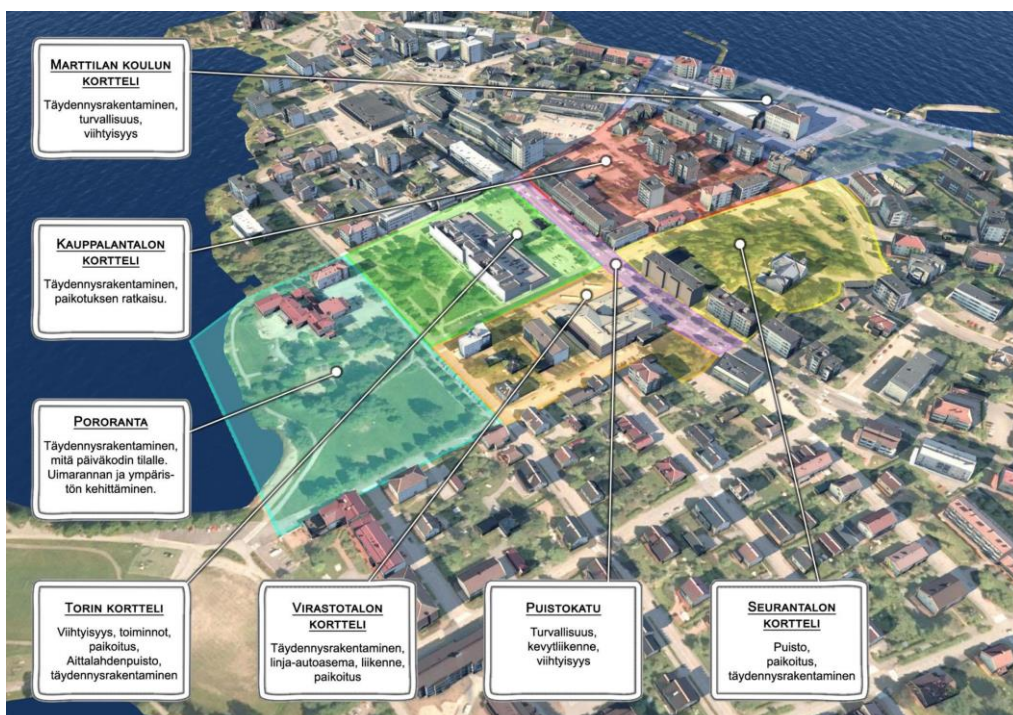 MARTTILAN KOULUN
KORTTELI
Täydennysrakentaminen,
turvallisuus,
viihtyisyys
KAUPPALANTALON
KORTTELI
Täydennysrakentaminen,
paikotuksen ratkaisu.
PORORANTA
Täydennysrakentaminen,
mitä päiväkodin tilalle.
Uimarannan ja ympäris-
tön kehittäminen.
TORIN KORTTELI
Viihtyisyys, toiminnot,
paikoitus,
Aittalahdenpuisto,
täydennysrakentaminen
VIRASTOTALON
KORTTELI
Täydennysrakentaminen,
linja-autoasema, liikenne,
paikoitus
PUISTOKATU
Turvallisuus,
kevytliikenne,
viihtyisyys
SEURANTALON
KORTTELI
Puisto,
paikoitus,
täydennysrakentaminen